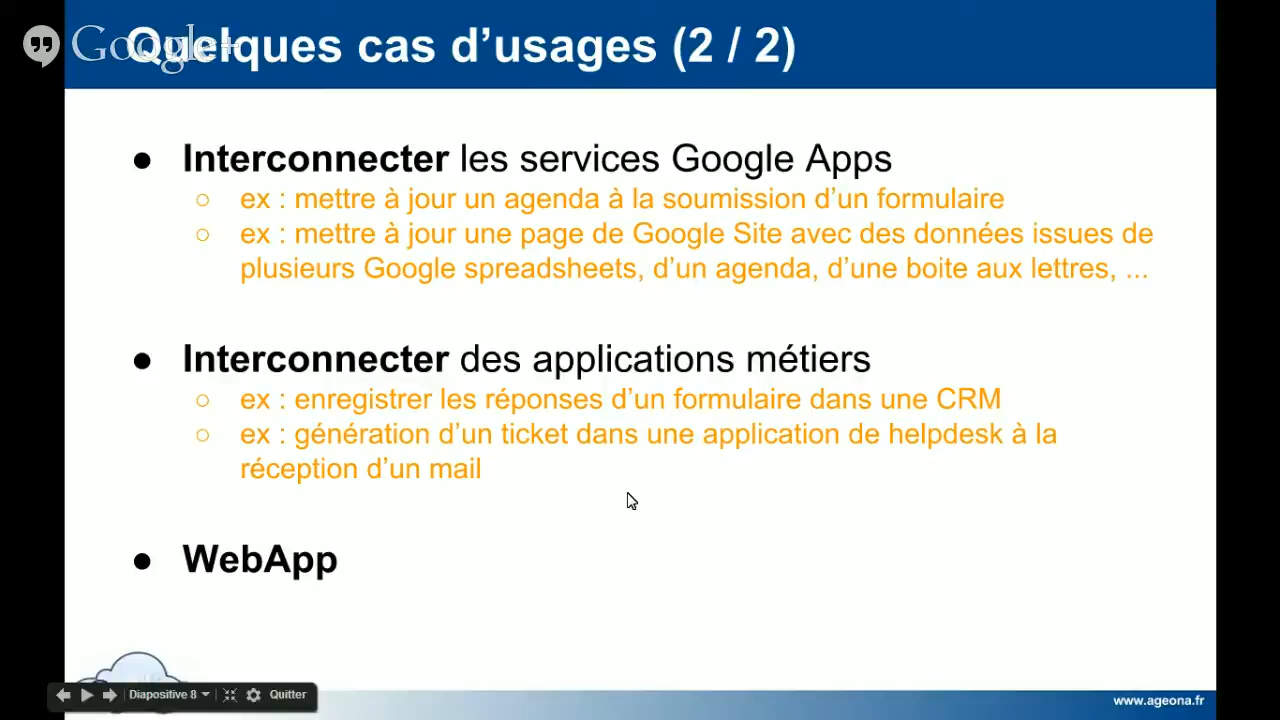 Google+
Quelques cas d’usages (2 / 2)
● Interconnecter les services Google Apps
○ ex : mettre à jour un agenda à la soumission d’un formulaire
○ ex : mettre à jour une page de Google Site avec des données issues de
plusieurs Google spreadsheets, d’un agenda, d’une boite aux lettres, ...
● Interconnecter des applications métiers
○ ex : enregistrer les réponses d’un formulaire dans une CRM
○ ex : génération d’un ticket dans une application de helpdesk à la
réception d’un mail
● WebApp
Diapositive 8 Quitter
www.ageona.fr